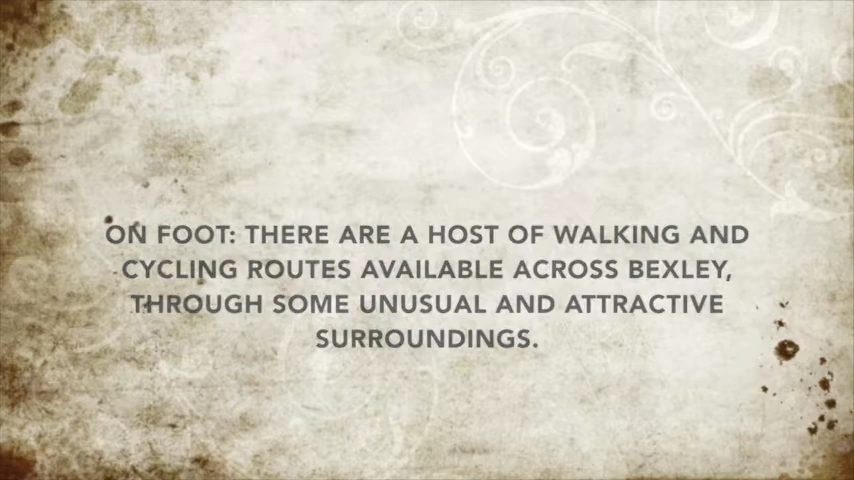 ON FOOT: THERE ARE A HOST OF WALKING AND
CYCLING ROUTES AVAILABLE ACROSS BEXLEY,
THROUGH SOME UNUSUAL AND ATTRACTIVE
SURROUNDINGS.